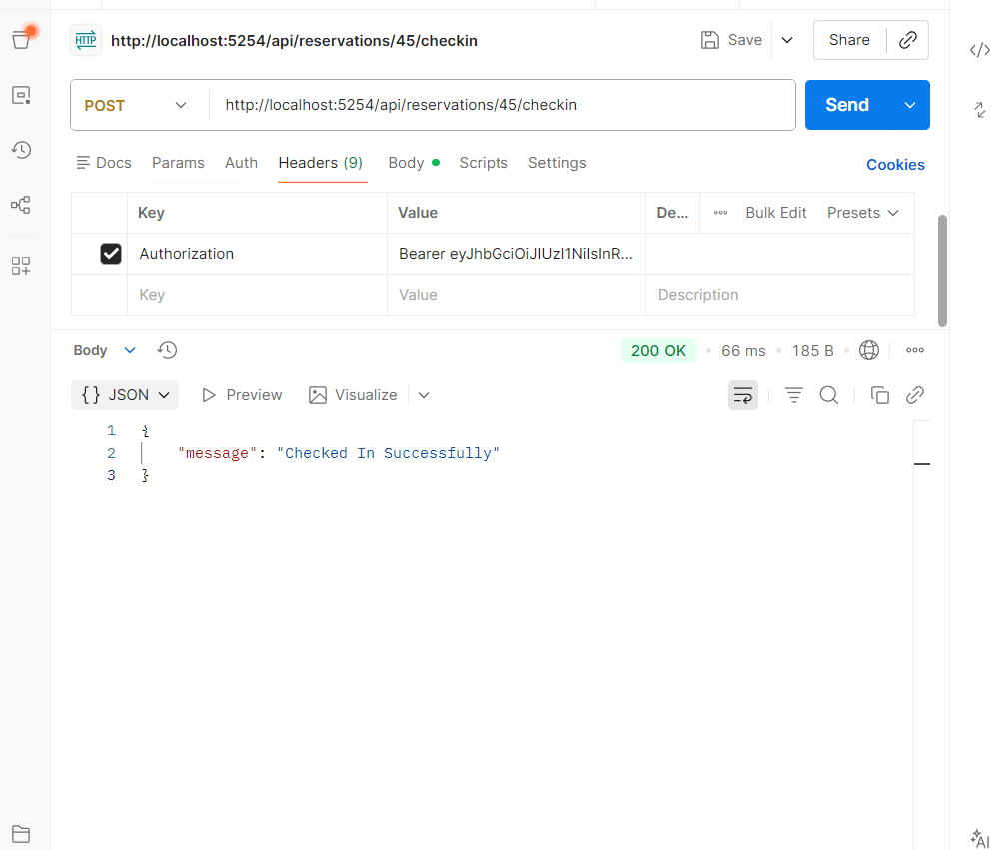 HTTP http://localhost:5254/api/reservations/45/checkin Save Share
POST http://localhost:5254/api/reservations/45/checkin Send
Docs Params Auth Headers (9) Body Scripts Settings Cookies
Key Value De... Bulk Edit Presets
Authorization Bearer eyJhbGciOiJIUzI1NiIsInR...
Key Value Description
Body 200 OK 66 ms 185 B
{} JSON Preview Visualize
1 {
2 "message": "Checked In Successfully"
3 }
AI